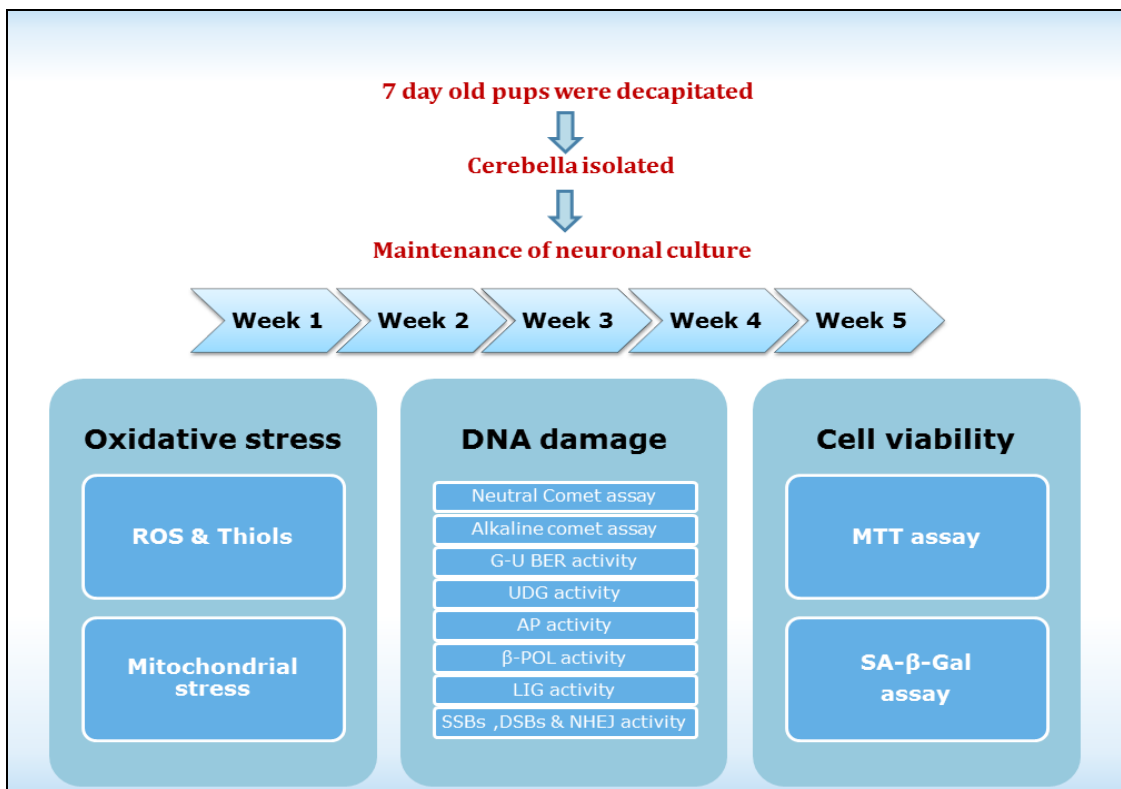 7 day old pups were decapitated
Cerebella isolated
Maintenance of neuronal culture
Week 1
Week 2
Week 3
Week 4
Week 5
Oxidative stress
ROS & Thiols
Mitochondrial
stress
DNA damage
Neutral Comet assay
Alkaline comet assay
G-U BER activity
UDG activity
AP activity
β-POL activity
LIG activity
SSBs ,DSBs & NHEJ activity
Cell viability
MTT assay
SA-β-Gal
assay